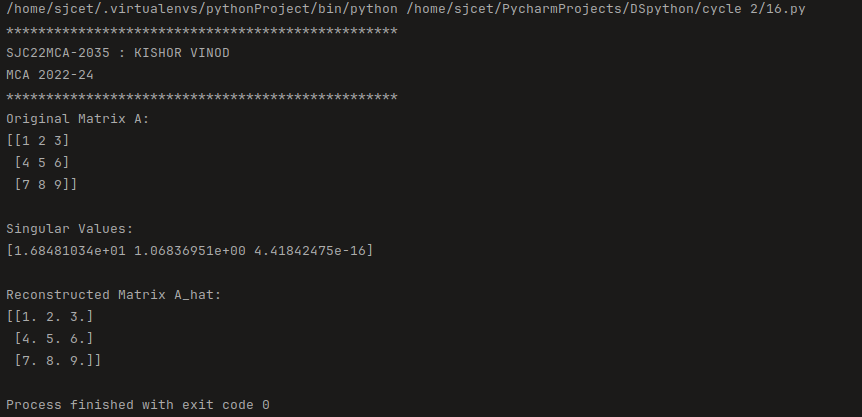 /home/sjcet/.virtualenvs/pythonProject/bin/python /home/sjcet/PycharmProjects/DSpython/cycle 2/16.py
*************************************************
SJC22MCA-2035 : KISHOR VINOD
MCA 2022-24
*************************************************
Original Matrix A:
[[1 2 3]
 [4 5 6]
 [7 8 9]]
Singular Values:
[1.68481034e+01 1.06836951e+00 4.41842475e-16]
Reconstructed Matrix A_hat:
[[1. 2. 3.]
 [4. 5. 6.]
 [7. 8. 9.]]
Process finished with exit code 0